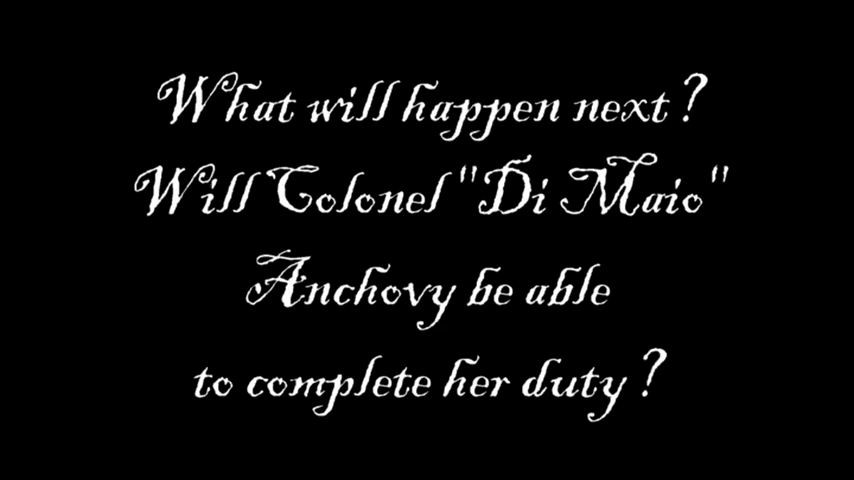 What will happen next?
Will Colonel "Di Maio"
Anchovy be able
to complete her duty?